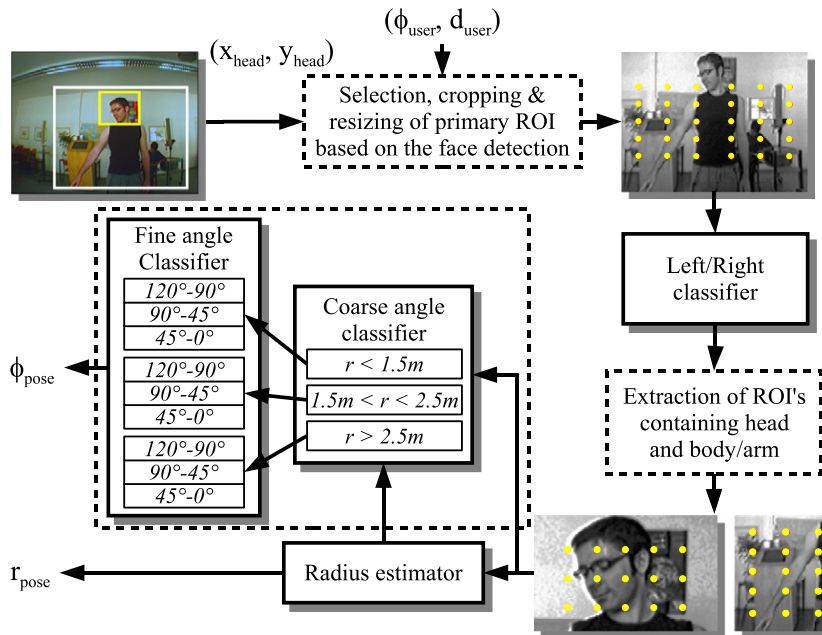 (ϕuser, duser)
(xhead, yhead)
Selection, cropping &
resizing of primary ROI
based on the face detection
Left/Right
classifier
Extraction of ROI's
containing head
and body/arm
Fine angle
Classifier
120°-90°
90°-45°
45°-0°
120°-90°
90°-45°
45°-0°
120°-90°
90°-45°
45°-0°
Coarse angle
classifier
r < 1.5m
1.5m < r < 2.5m
r > 2.5m
ϕpose
Radius estimator
rpose